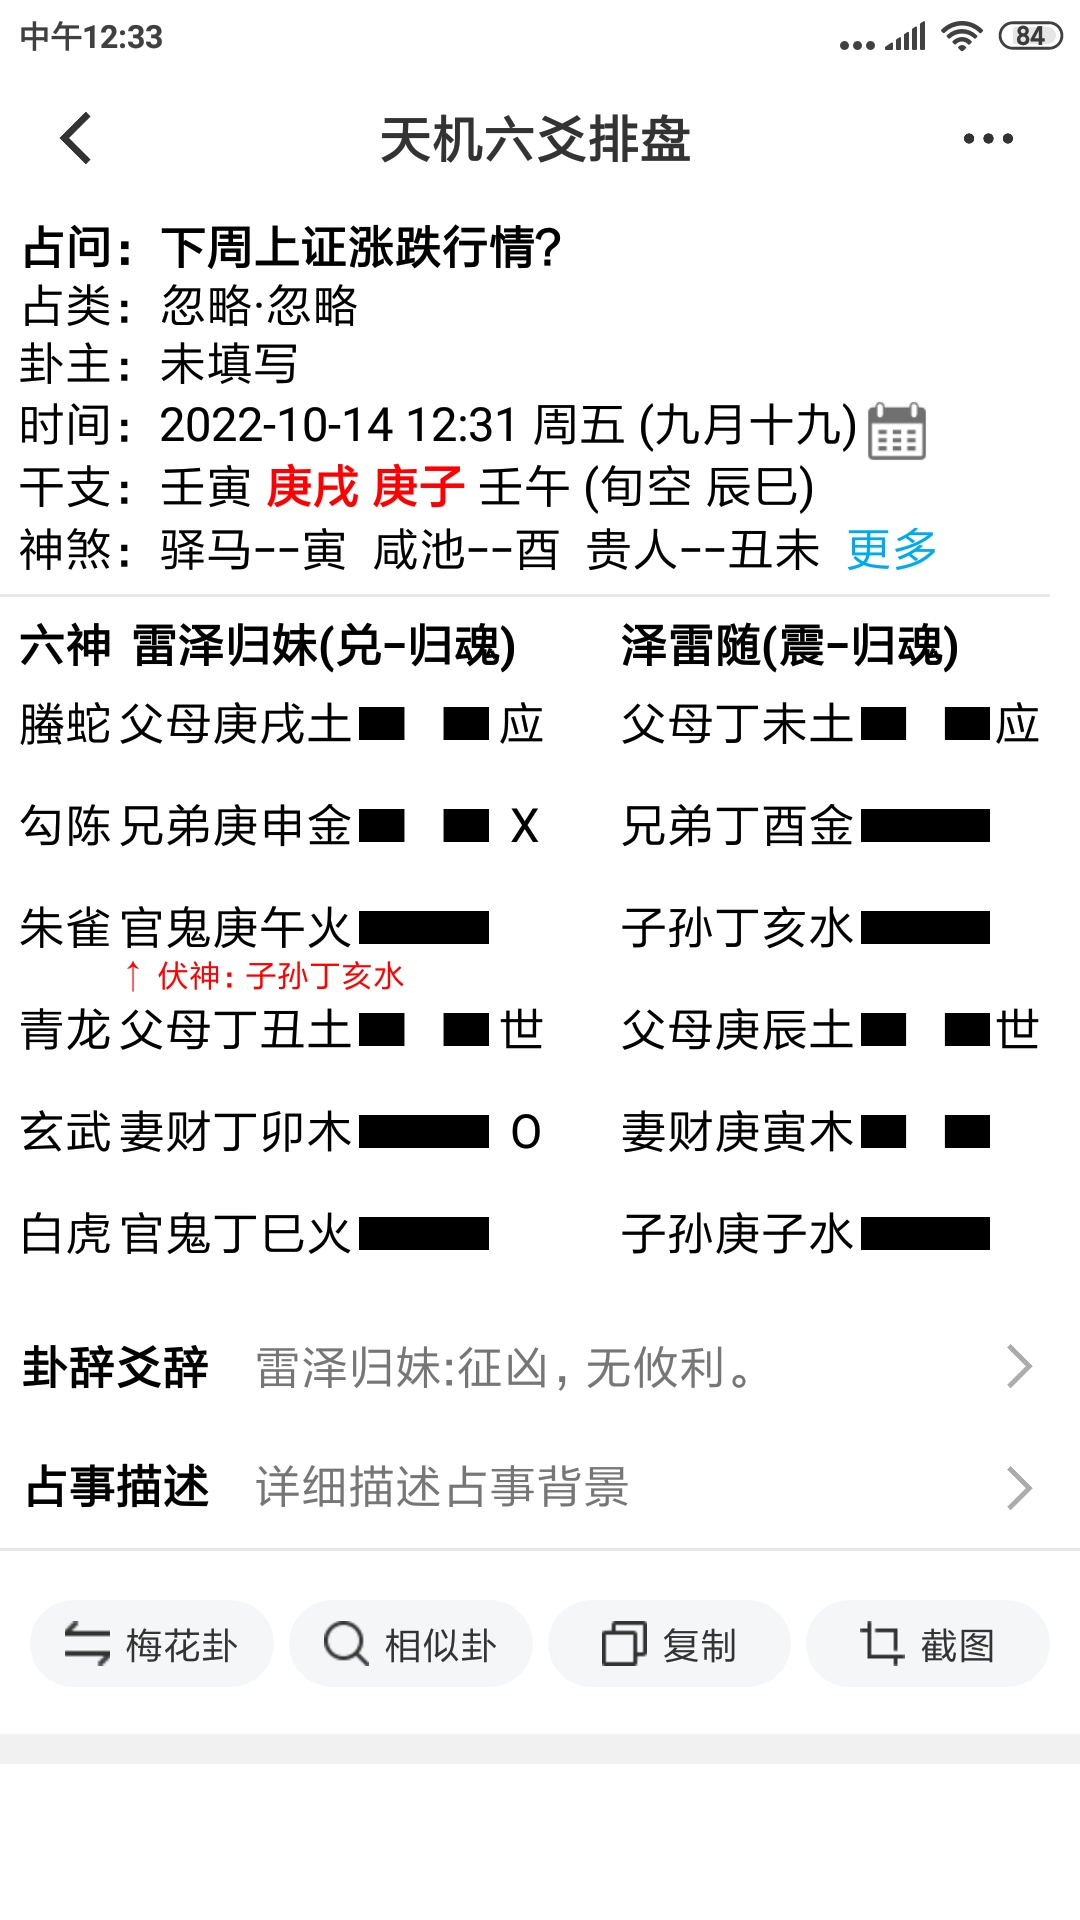 中午12:33
84
天机六爻排盘
占问：下周上证涨跌行情?
占类：忽略·忽略
卦主：未填写
时间：2022-10-14 12:31 周五 (九月十九)
干支：壬寅 庚戌 庚子 壬午 (旬空 辰巳)
神煞：驿马--寅 咸池--酉 贵人--丑未 更多
六神 雷泽归妹(兑-归魂) 泽雷随(震-归魂)
螣蛇 父母庚戌土 应 父母丁未土 应
勾陈 兄弟庚申金 X 兄弟丁酉金
朱雀 官鬼庚午火 子孙丁亥水
↑ 伏神: 子孙丁亥水
青龙 父母丁丑土 世 父母庚辰土 世
玄武 妻财丁卯木 O 妻财庚寅木
白虎 官鬼丁巳火 子孙庚子水
卦辞爻辞 雷泽归妹:征凶，无攸利。
占事描述 详细描述占事背景
梅花卦 相似卦 复制 截图